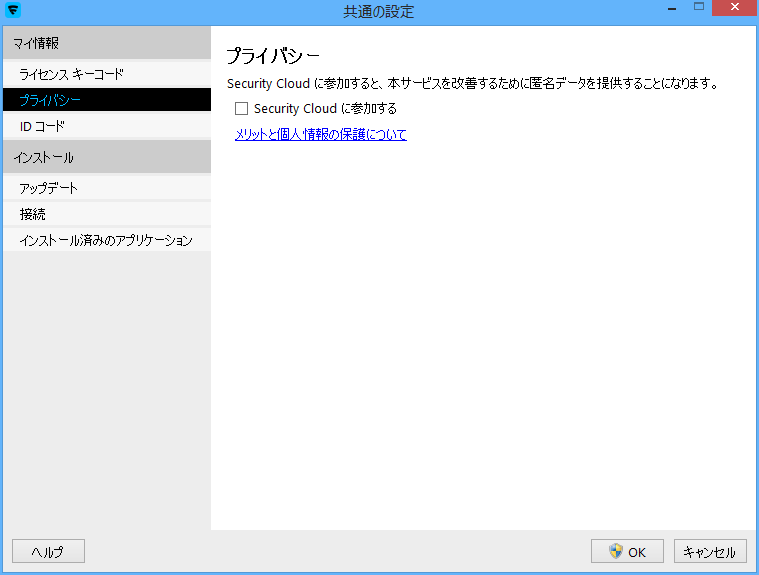 共通の設定
マイ情報
ライセンス キーコード
プライバシー
ID コード
インストール
アップデート
接続
インストール済みのアプリケーション
プライバシー
Security Cloud に参加すると、本サービスを改善するために匿名データを提供することになります。
Security Cloud に参加する
メリットと個人情報の保護について
ヘルプ
OK
キャンセル